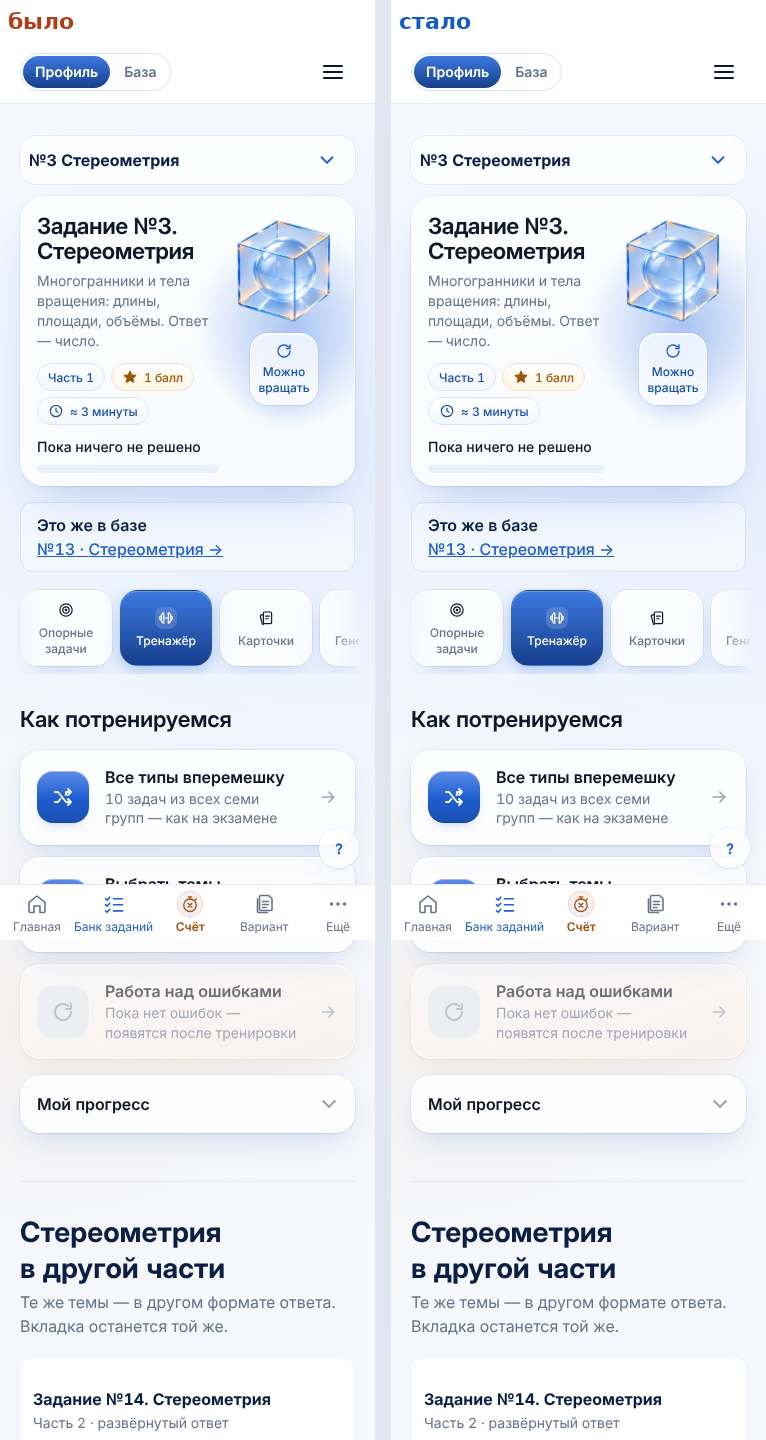 было
Профиль База
№3 Стереометрия
Задание №3.
Стереометрия
Многогранники и тела
вращения: длины,
площади, объёмы. Ответ
— число.
Можно
вращать
Часть 1 1 балл
≈ 3 минуты
Пока ничего не решено
Это же в базе
№13 · Стереометрия →
Опорные
задачи
Тренажёр
Карточки
Как потренируемся
Все типы вперемешку
10 задач из всех семи
групп — как на экзамене
?
Главная Банк заданий Счёт Вариант Ещё
Работа над ошибками
Пока нет ошибок —
появятся после тренировки
Мой прогресс
Стереометрия
в другой части
Те же темы — в другом формате ответа.
Вкладка останется той же.
Задание №14. Стереометрия
Часть 2 · развёрнутый ответ
стало
Профиль База
№3 Стереометрия
Задание №3.
Стереометрия
Многогранники и тела
вращения: длины,
площади, объёмы. Ответ
— число.
Можно
вращать
Часть 1 1 балл
≈ 3 минуты
Пока ничего не решено
Это же в базе
№13 · Стереометрия →
Опорные
задачи
Тренажёр
Карточки
Как потренируемся
Все типы вперемешку
10 задач из всех семи
групп — как на экзамене
?
Главная Банк заданий Счёт Вариант Ещё
Работа над ошибками
Пока нет ошибок —
появятся после тренировки
Мой прогресс
Стереометрия
в другой части
Те же темы — в другом формате ответа.
Вкладка останется той же.
Задание №14. Стереометрия
Часть 2 · развёрнутый ответ